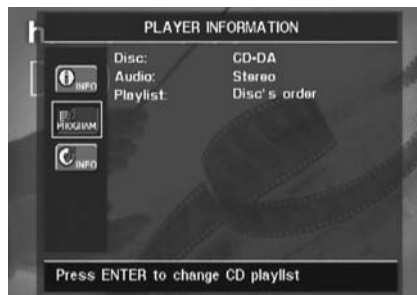 h
PLAYER INFORMATION
Disc: CD-DA
Audio: Stereo
Playlist: Disc's order
INFO
PROGRAM
INFO
Press ENTER to change CD playlist